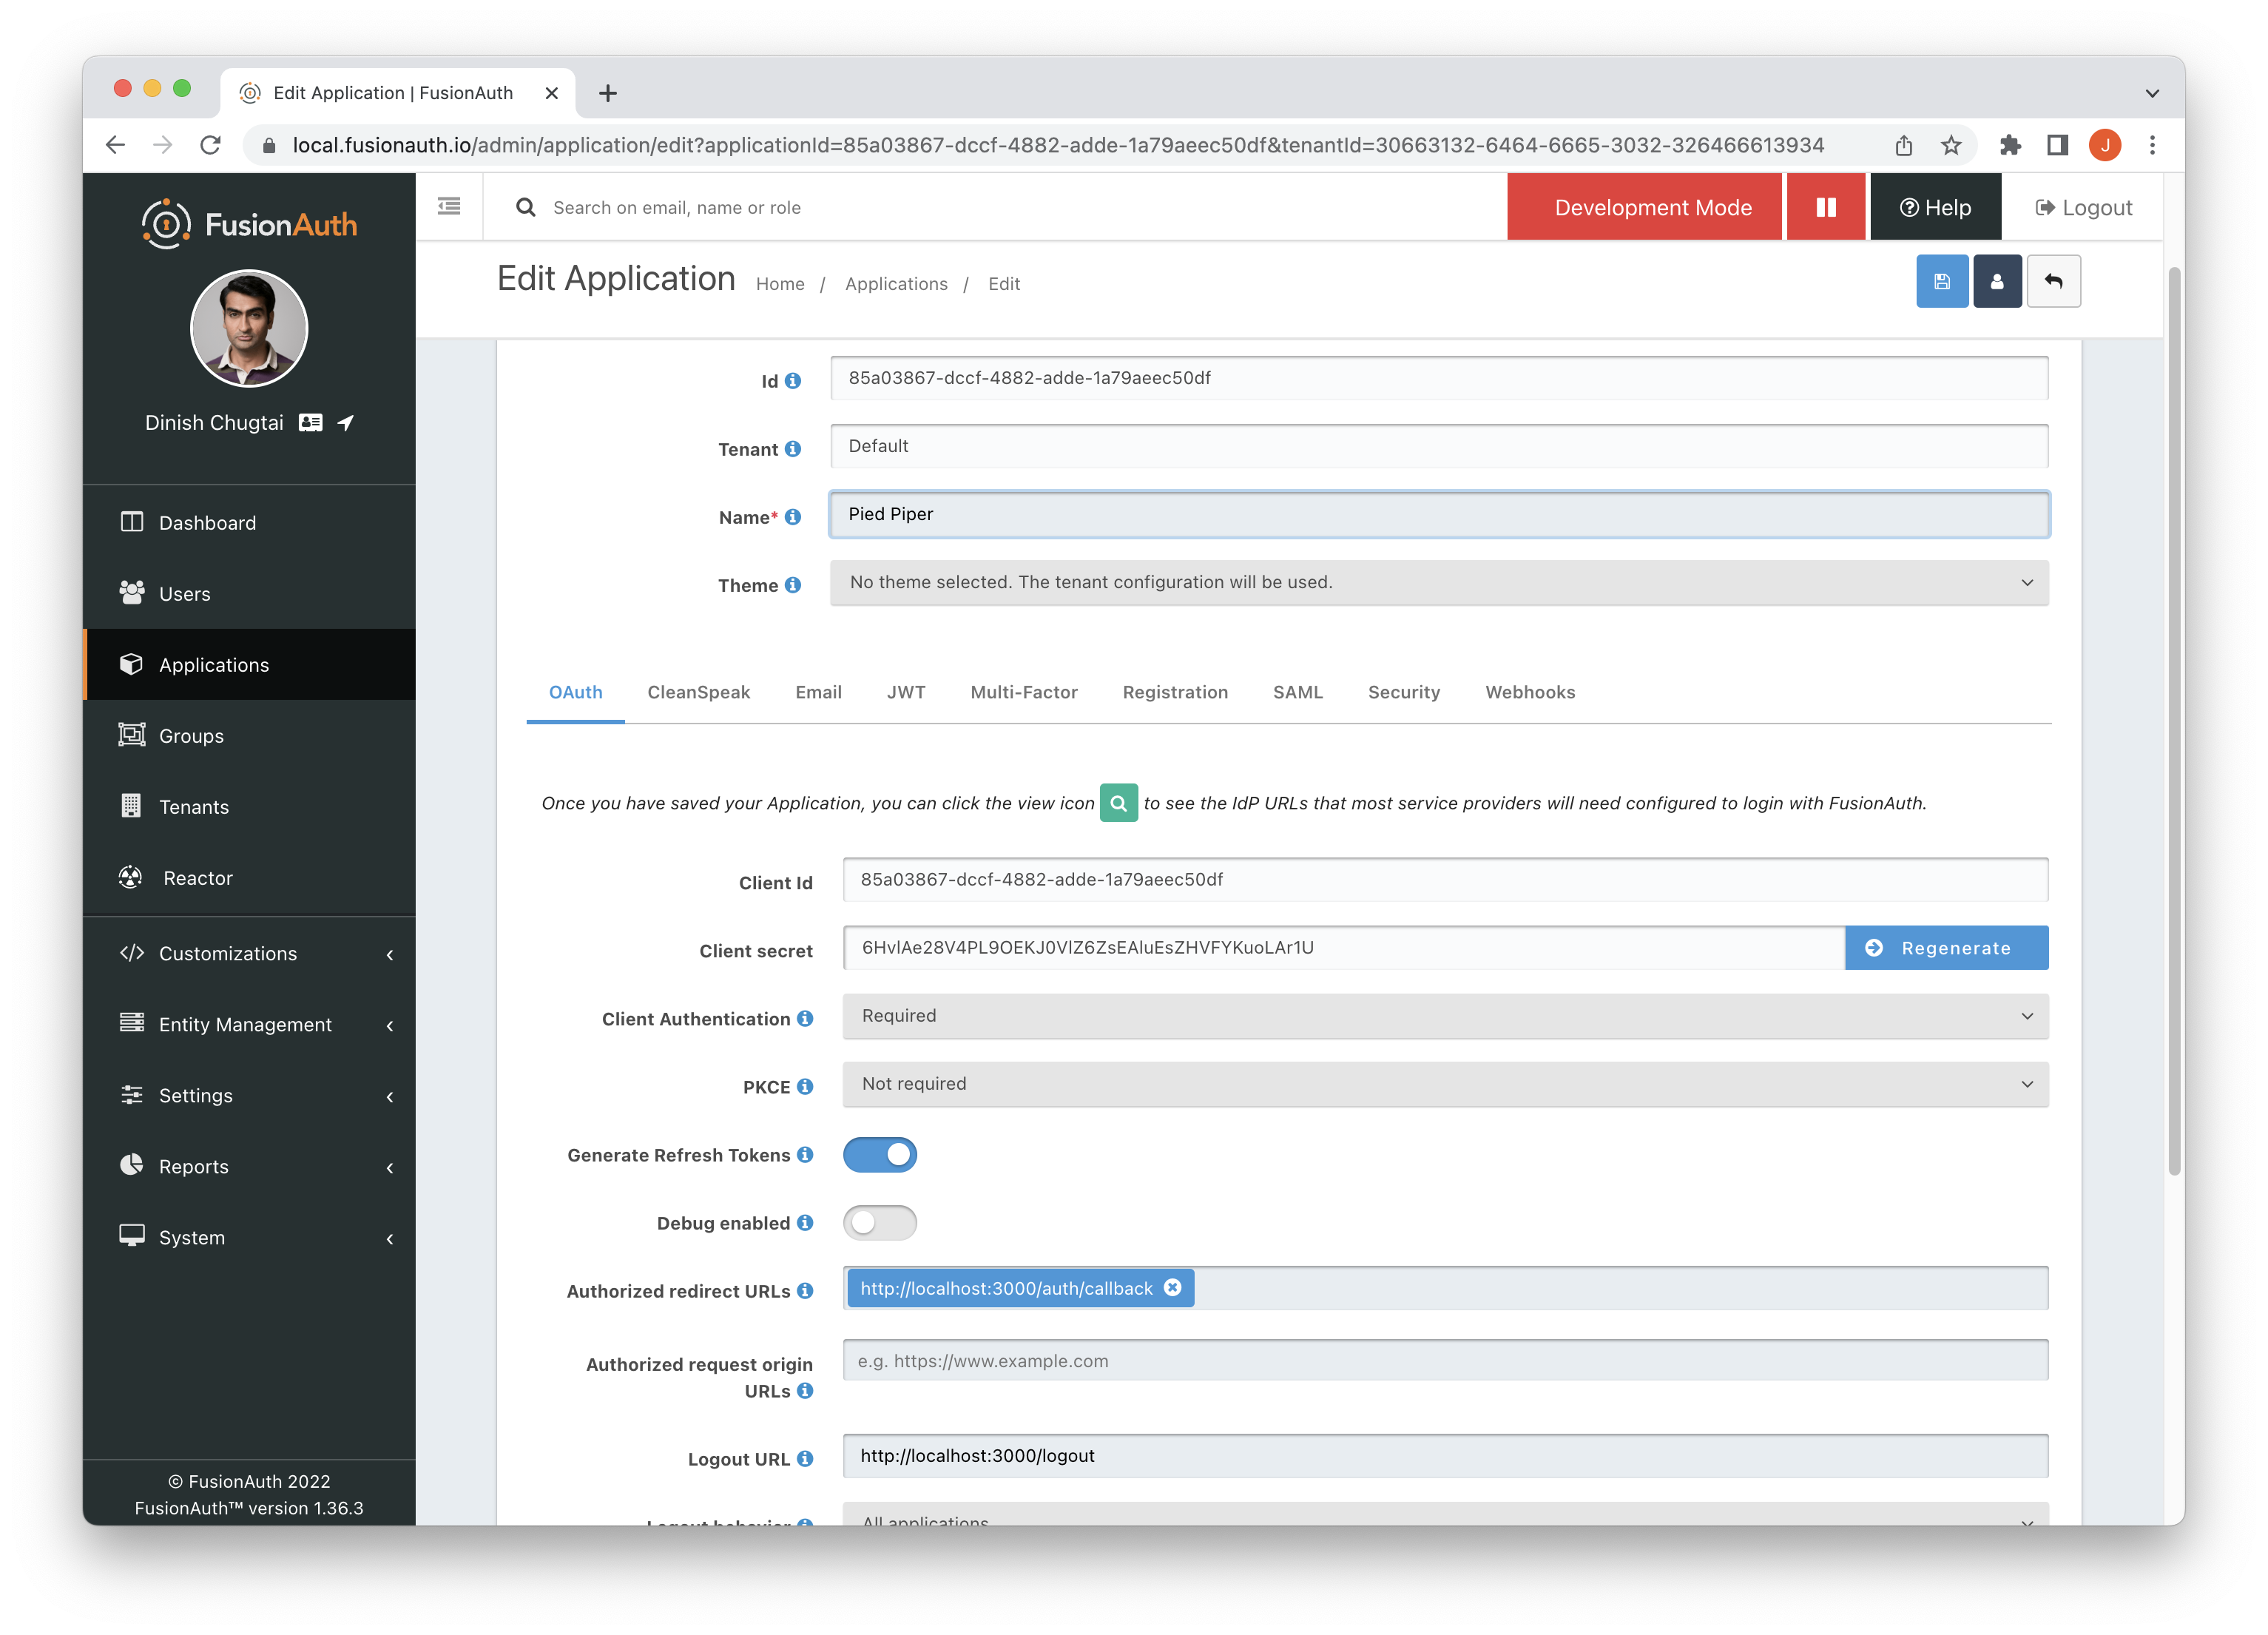 Edit Application | FusionAuth
local.fusionauth.io/admin/application/edit?applicationId=85a03867-dccf-4882-adde-1a79aeec50df&tenantId=30663132-6464-6665-3032-326466613934
J
FusionAuth
Search on email, name or role
Development Mode
Help
Logout
Edit Application
Home / Applications / Edit
Dinish Chugtai
Dashboard
Users
Applications
Groups
Tenants
Reactor
Customizations
Entity Management
Settings
Reports
System
© FusionAuth 2022
FusionAuth™ version 1.36.3
Id
85a03867-dccf-4882-adde-1a79aeec50df
Tenant
Default
Name*
Pied Piper
Theme
No theme selected. The tenant configuration will be used.
OAuth CleanSpeak Email JWT Multi-Factor Registration SAML Security Webhooks
Once you have saved your Application, you can click the view icon to see the IdP URLs that most service providers will need configured to login with FusionAuth.
Client Id
85a03867-dccf-4882-adde-1a79aeec50df
Client secret
6HvlAe28V4PL9OEKJ0VlZ6ZsEAluEsZHVFYKuoLAr1U
Regenerate
Client Authentication
Required
PKCE
Not required
Generate Refresh Tokens
Debug enabled
Authorized redirect URLs
http://localhost:3000/auth/callback
Authorized request origin
URLs
e.g. https://www.example.com
Logout URL
http://localhost:3000/logout
Logout behavior
All applications